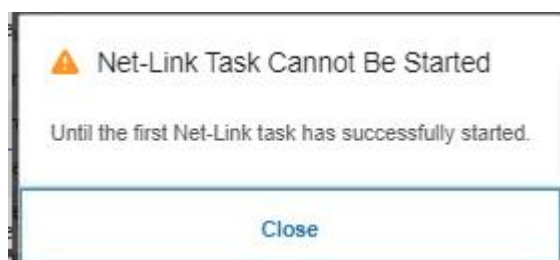 Net-Link Task Cannot Be Started
Until the first Net-Link task has successfully started.
Close